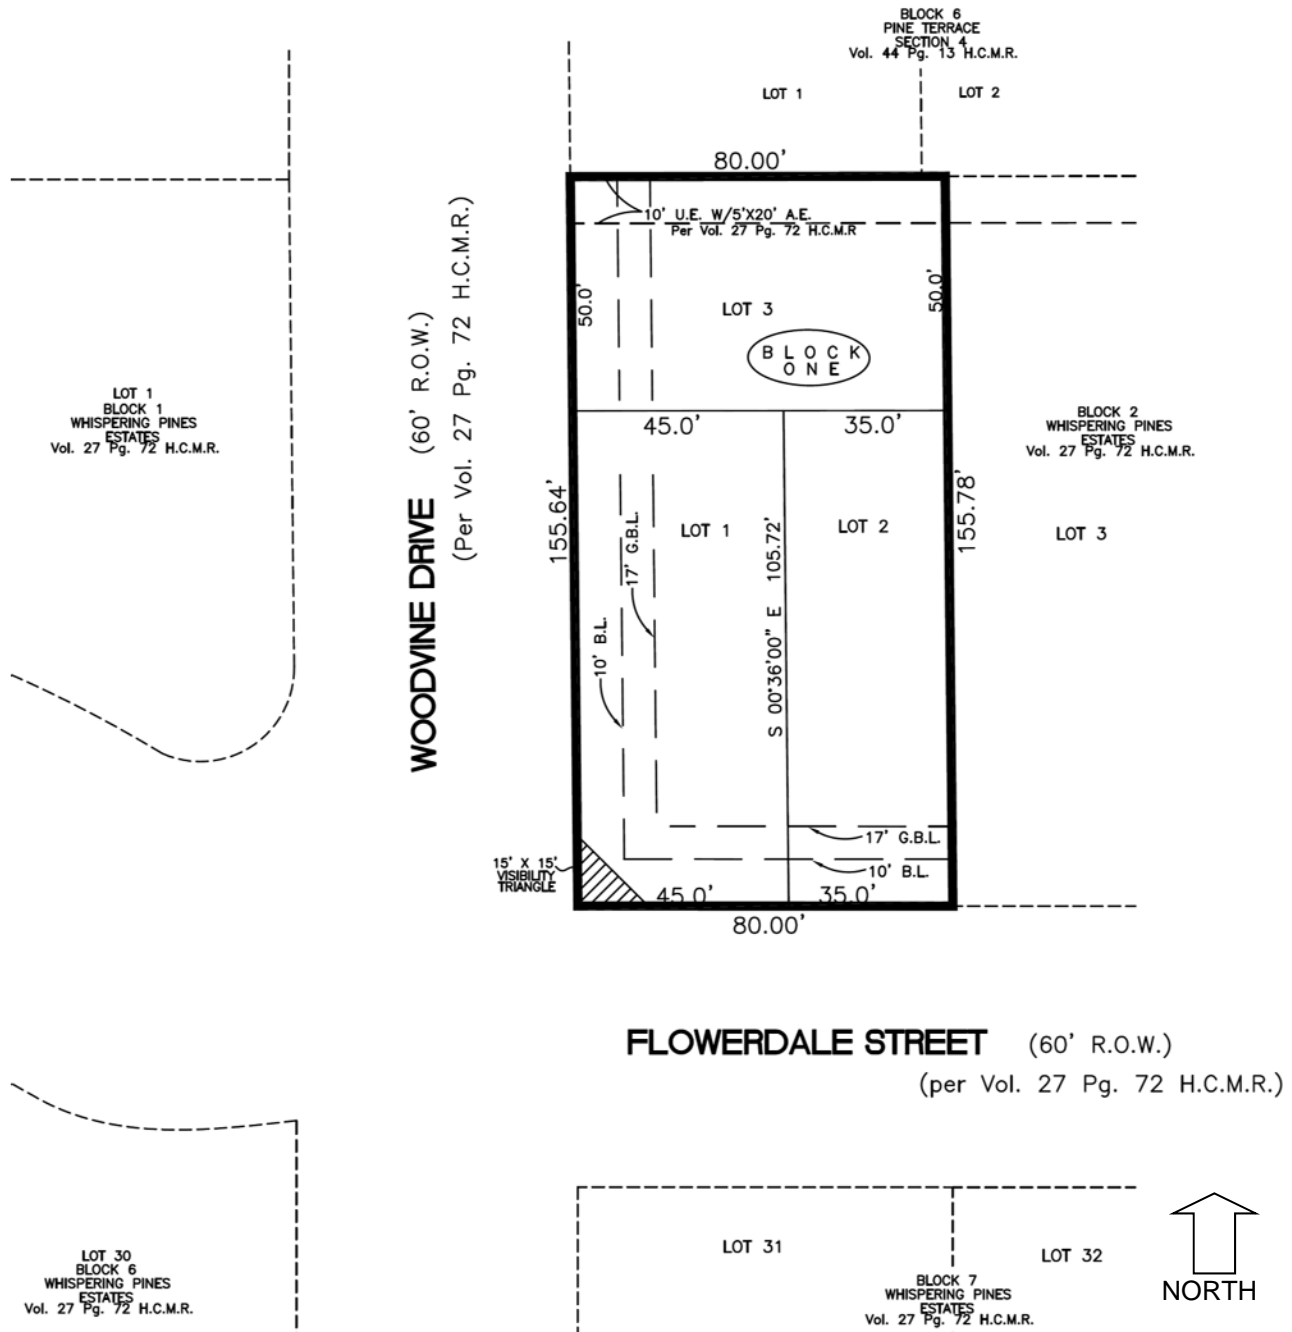 BLOCK 6
PINE TERRACE
SECTION 4
Vol. 44 Pg. 13 H.C.M.R.
LOT 1
LOT 2
80.00'
10' U.E. W/5'X20' A.E.
Per Vol. 27 Pg. 72 H.C.M.R
50.0'
50.0'
LOT 3
BLOCK
ONE
WOODVINE DRIVE (60' R.O.W.)
(Per Vol. 27 Pg. 72 H.C.M.R.)
LOT 1
BLOCK 1
WHISPERING PINES
ESTATES
Vol. 27 Pg. 72 H.C.M.R.
45.0'
35.0'
BLOCK 2
WHISPERING PINES
ESTATES
Vol. 27 Pg. 72 H.C.M.R.
LOT 3
155.64'
155.78'
LOT 1
LOT 2
17' G.B.L.
10' B.L.
S 00°36'00" E 105.72'
17' G.B.L.
10' B.L.
15' X 15'
VISIBILITY
TRIANGLE
45.0'
35.0'
80.00'
FLOWERDALE STREET (60' R.O.W.)
(per Vol. 27 Pg. 72 H.C.M.R.)
LOT 30
BLOCK 6
WHISPERING PINES
ESTATES
Vol. 27 Pg. 72 H.C.M.R.
LOT 31
LOT 32
BLOCK 7
WHISPERING PINES
ESTATES
Vol. 27 Pg. 72 H.C.M.R.
NORTH